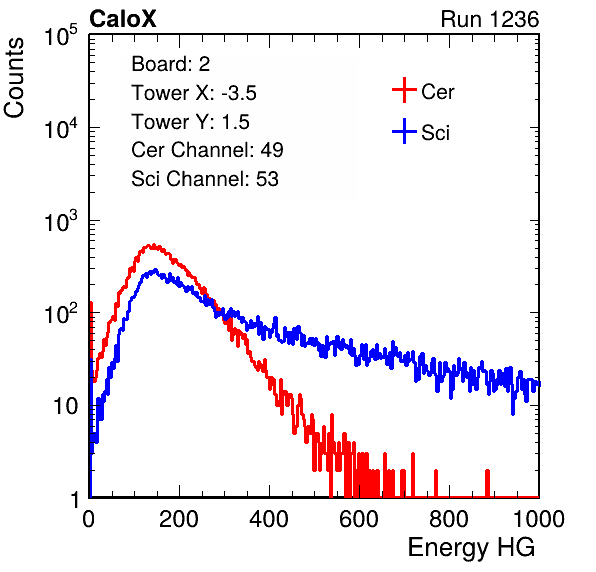 CaloX Run 1236
10^5
Counts
Board: 2
Tower X: -3.5
Tower Y: 1.5
Cer Channel: 49
Sci Channel: 53
Cer
Sci
10^4
10^3
10^2
10
1
0 200 400 600 800 1000
Energy HG